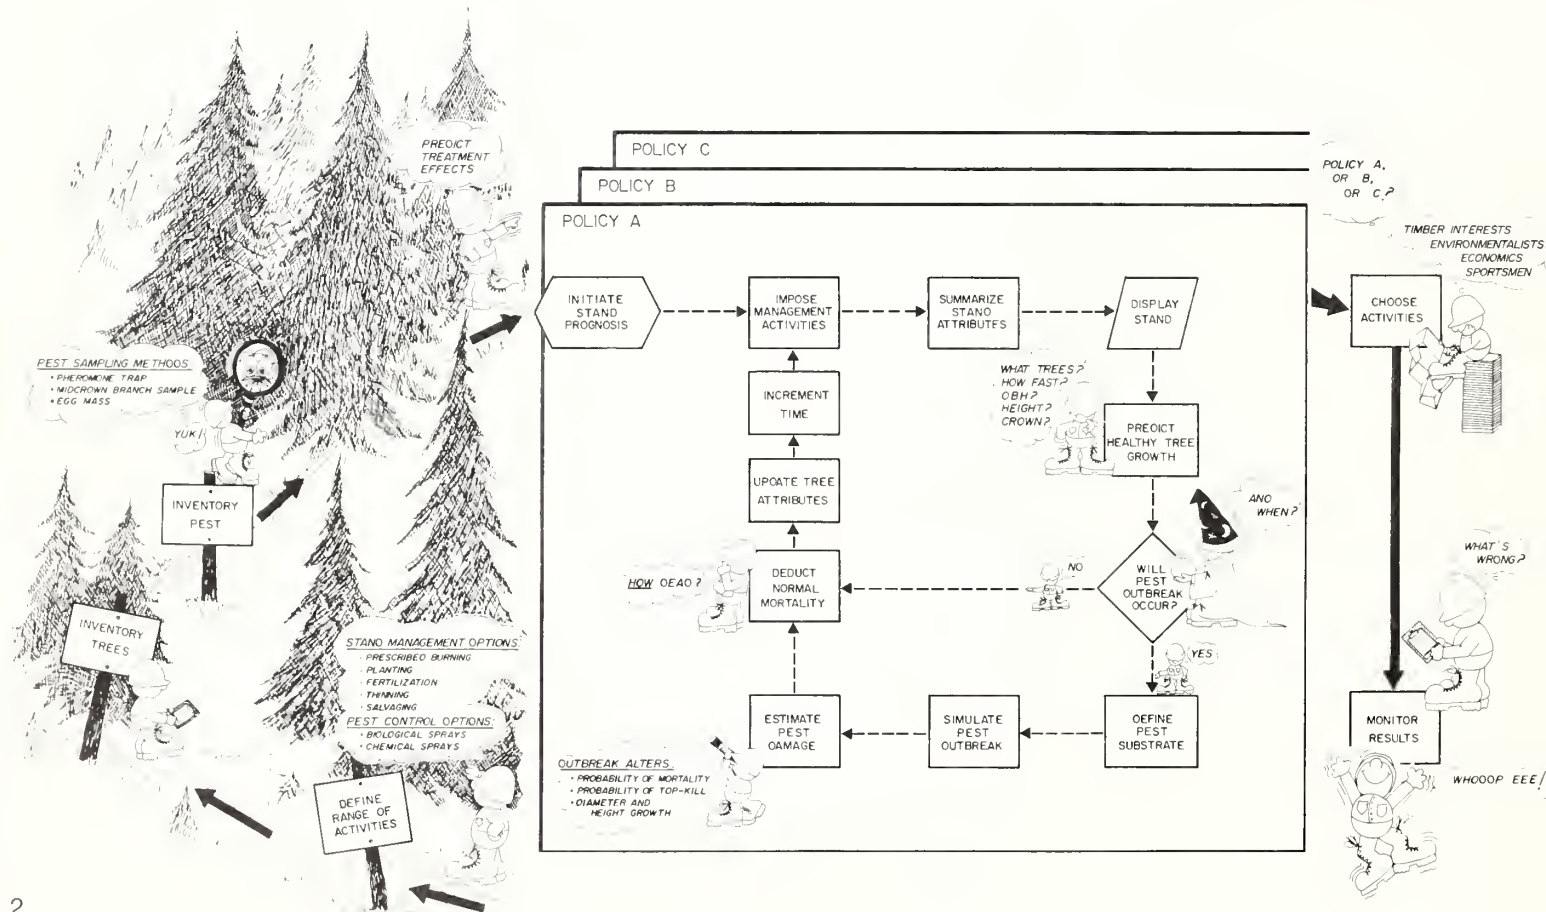 PREDICT
TREATMENT
EFFECTS
POLICY C
POLICY B
POLICY A
POLICY A,
OR B,
OR C?
TIMBER INTERESTS
ENVIRONMENTALISTS
ECONOMICS
SPORTSMEN
INITIATE
STAND
PROGNOSIS
IMPOSE
MANAGEMENT
ACTIVITIES
SUMMARIZE
STAND
ATTRIBUTES
DISPLAY
STAND
CHOOSE
ACTIVITIES
PEST SAMPLING METHODS
• PHEROMONE TRAP
• MIDCROWN BRANCH SAMPLE
• EGG MASS
YUK!
INVENTORY
PEST
INCREMENT
TIME
WHAT TREES?
HOW FAST?
DBH?
HEIGHT?
CROWN?
PREDICT
HEALTHY TREE
GROWTH
UPDATE TREE
ATTRIBUTES
AND
WHEN?
HOW DEAD?
DEDUCT
NORMAL
MORTALITY
NO
WILL
PEST
OUTBREAK
OCCUR?
YES
WHAT'S
WRONG?
INVENTORY
TREES
STAND MANAGEMENT OPTIONS:
• PRESCRIBED BURNING
• PLANTING
• FERTILIZATION
• THINNING
• SALVAGING
PEST CONTROL OPTIONS:
• BIOLOGICAL SPRAYS
• CHEMICAL SPRAYS
ESTIMATE
PEST
DAMAGE
SIMULATE
PEST
OUTBREAK
DEFINE
PEST
SUBSTRATE
MONITOR
RESULTS
OUTBREAK ALTERS:
• PROBABILITY OF MORTALITY
• PROBABILITY OF TOP-KILL
• DIAMETER AND
HEIGHT GROWTH
WHOOOP EEE!
DEFINE
RANGE OF
ACTIVITIES
2